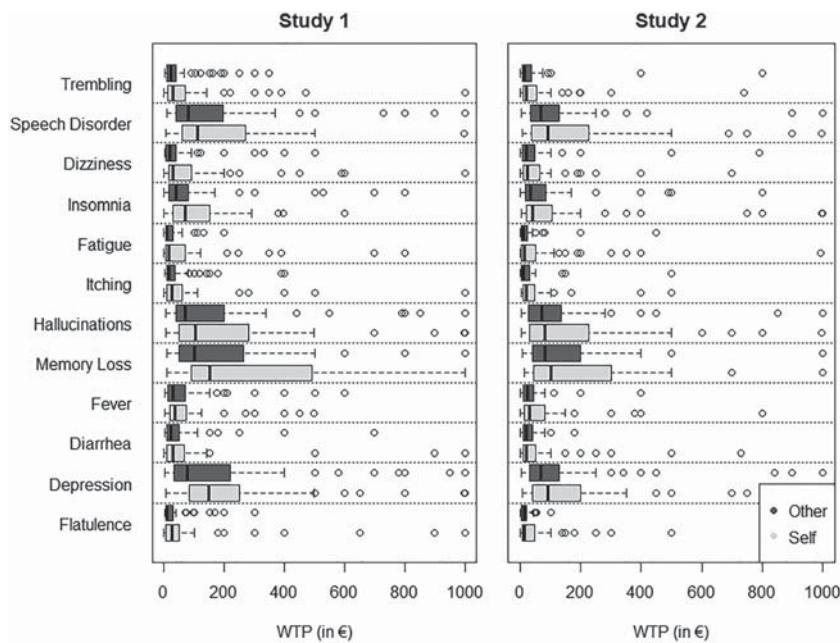 Study 1
Study 2
Trembling
Speech Disorder
Dizziness
Insomnia
Fatigue
Itching
Hallucinations
Memory Loss
Fever
Diarrhea
Depression
Flatulence
Other
Self
0 200 400 600 800 1000
0 200 400 600 800 1000
WTP (in €)
WTP (in €)